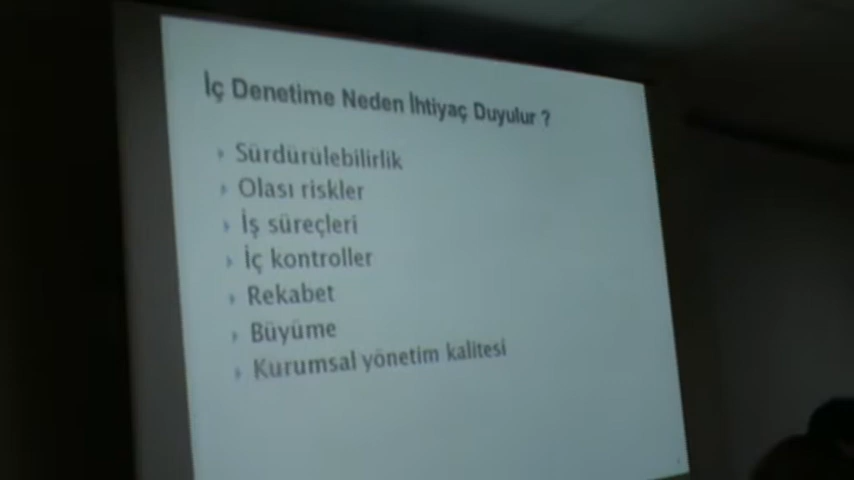 İç Denetime Neden İhtiyaç Duyulur ?
Sürdürülebilirlik
Olası riskler
İş süreçleri
İç kontroller
Rekabet
Büyüme
Kurumsal yönetim kalitesi